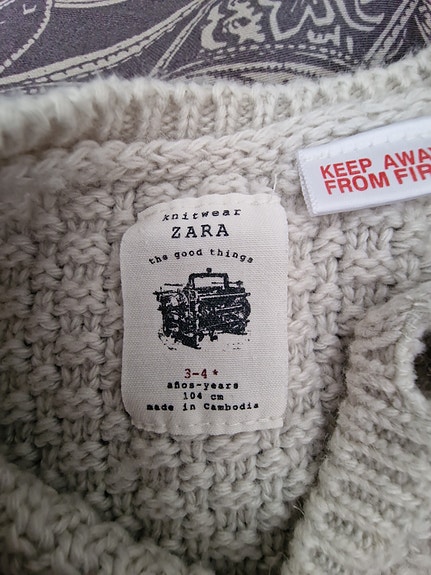 knitwear
ZARA
the good things
3-4 *
años-years
104 cm
made in Cambodia
KEEP AWAY
FROM FIR